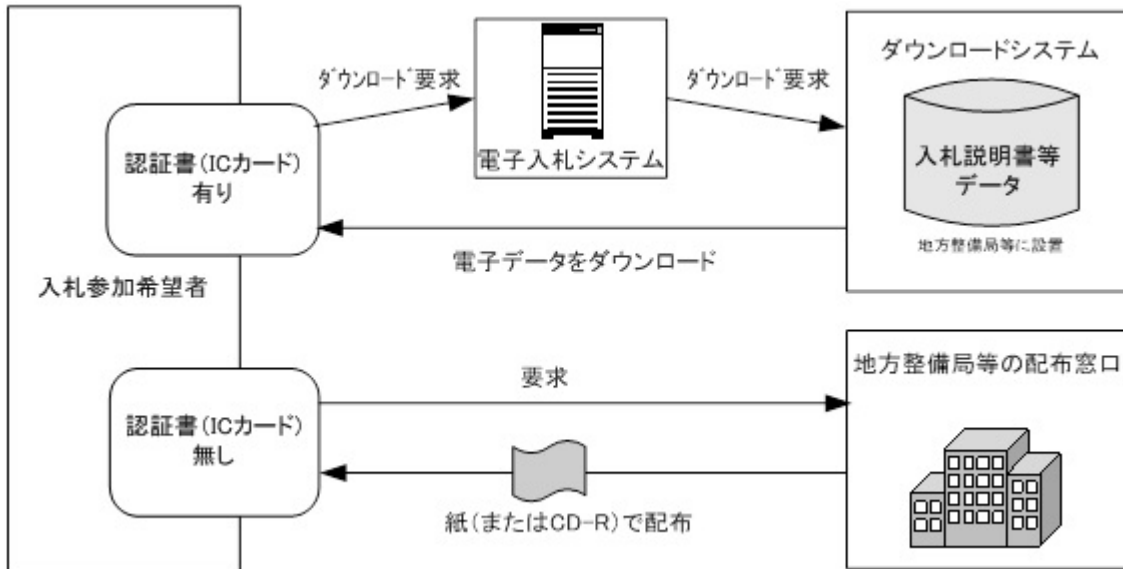 ﾀﾞｳﾝﾛｰﾄﾞ要求
ﾀﾞｳﾝﾛｰﾄﾞ要求
ダウンロードシステム
認証書(ICカード)
有り
電子入札システム
入札説明書等
データ
地方整備局等に設置
電子データをダウンロード
入札参加希望者
認証書(ICカード)
無し
要求
地方整備局等の配布窓口
紙(またはCD-R)で配布